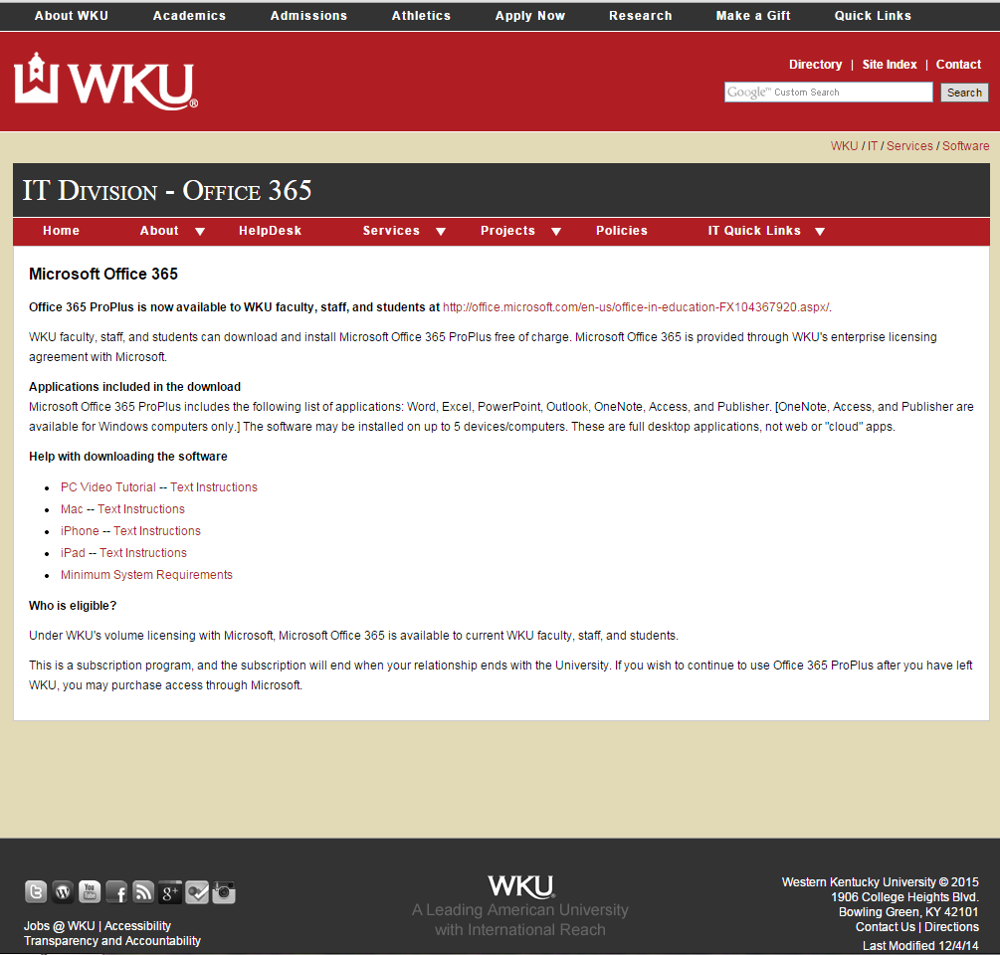 About WKU Academics Admissions Athletics Apply Now Research Make a Gift Quick Links
WKU®
Directory | Site Index | Contact
Google™ Custom Search Search
WKU / IT / Services / Software
IT Division - Office 365
Home About HelpDesk Services Projects Policies IT Quick Links
Microsoft Office 365
Office 365 ProPlus is now available to WKU faculty, staff, and students at http://office.microsoft.com/en-us/office-in-education-FX104367920.aspx/.
WKU faculty, staff, and students can download and install Microsoft Office 365 ProPlus free of charge. Microsoft Office 365 is provided through WKU's enterprise licensing
agreement with Microsoft.
Applications included in the download
Microsoft Office 365 ProPlus includes the following list of applications: Word, Excel, PowerPoint, Outlook, OneNote, Access, and Publisher. [OneNote, Access, and Publisher are
available for Windows computers only.] The software may be installed on up to 5 devices/computers. These are full desktop applications, not web or "cloud" apps.
Help with downloading the software
PC Video Tutorial -- Text Instructions
Mac -- Text Instructions
iPhone -- Text Instructions
iPad -- Text Instructions
Minimum System Requirements
Who is eligible?
Under WKU's volume licensing with Microsoft, Microsoft Office 365 is available to current WKU faculty, staff, and students.
This is a subscription program, and the subscription will end when your relationship ends with the University. If you wish to continue to use Office 365 ProPlus after you have left
WKU, you may purchase access through Microsoft.
You Tube
Jobs @ WKU | Accessibility
Transparency and Accountability
WKU®
A Leading American University
with International Reach
Western Kentucky University © 2015
1906 College Heights Blvd.
Bowling Green, KY 42101
Contact Us | Directions
Last Modified 12/4/14